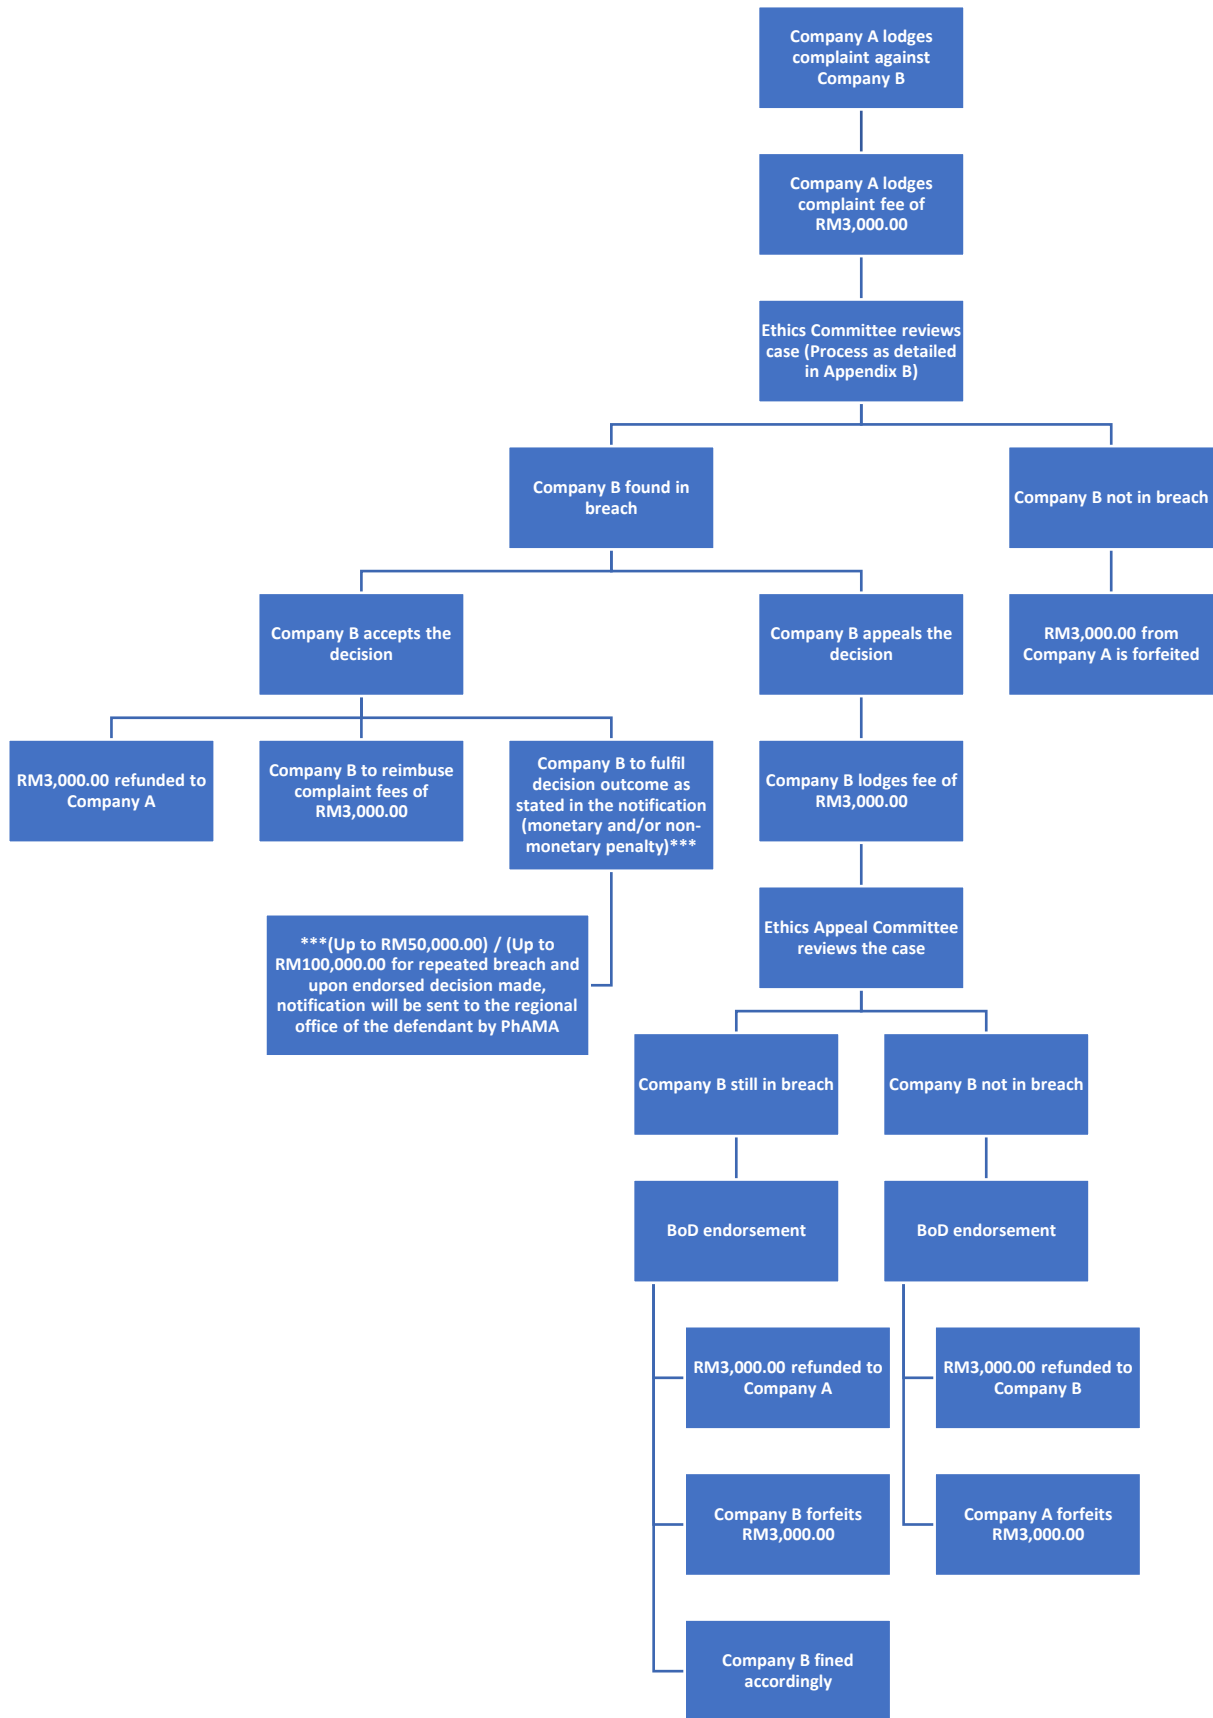 Company A lodges
complaint against
Company B
Company A lodges
complaint fee of
RM3,000.00
Ethics Committee reviews
case (Process as detailed
in Appendix B)
Company B found in
breach
Company B not in breach
Company B accepts the
decision
Company B appeals the
decision
RM3,000.00 from
Company A is forfeited
RM3,000.00 refunded to
Company A
Company B to reimbuse
complaint fees of
RM3,000.00
Company B to fulfil
decision outcome as
stated in the notification
(monetary and/or non-
monetary penalty)***
Company B lodges fee of
RM3,000.00
***(Up to RM50,000.00) / (Up to
RM100,000.00 for repeated breach and
upon endorsed decision made,
notification will be sent to the regional
office of the defendant by PhAMA
Ethics Appeal Committee
reviews the case
Company B still in breach
Company B not in breach
BoD endorsement
BoD endorsement
RM3,000.00 refunded to
Company A
RM3,000.00 refunded to
Company B
Company B forfeits
RM3,000.00
Company A forfeits
RM3,000.00
Company B fined
accordingly